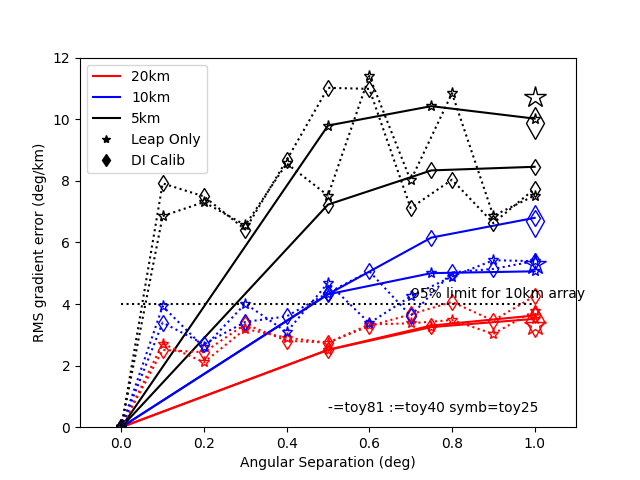 12
10
8
6
4
2
0
RMS gradient error (deg/km)
20km
10km
5km
Leap Only
DI Calib
95% limit for 10km array
-=toy81 :=toy40 symb=toy25
0.0 0.2 0.4 0.6 0.8 1.0
Angular Separation (deg)